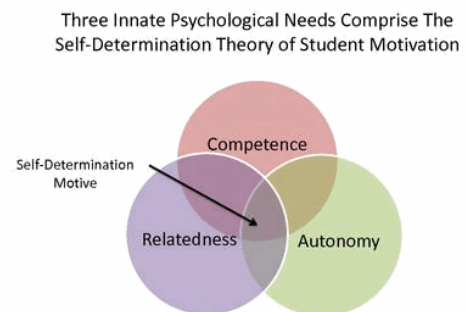 Three Innate Psychological Needs Comprise The
Self-Determination Theory of Student Motivation
Competence
Self-Determination
Motive
Relatedness
Autonomy